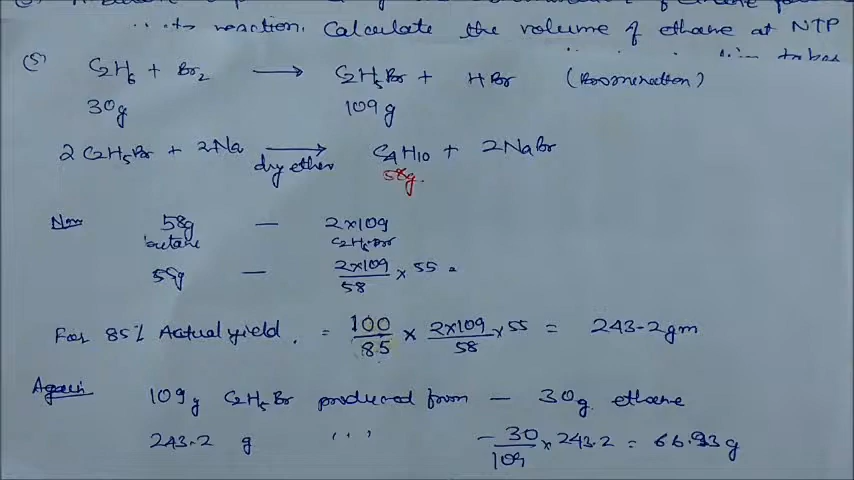 reaction. Calculate the volume of ethane at NTP
(5) C2H6 + Br2 ⟶ C2H5Br + HBr (Bromination)
30g 109g
2 C2H5Br + 2Na ⟶ C4H10 + 2NaBr
dry ether 58g.
Now 58g — 2×109
butane C2H5Br
55g — 2×109/58 × 55 =
For 85% Actual yield. = 100/85 × 2×109/58 × 55 = 243.2gm
Again 109g C2H5Br produced from — 30g. ethane
243.2 g ,, ,, — 30/109 × 243.2 = 66.93g